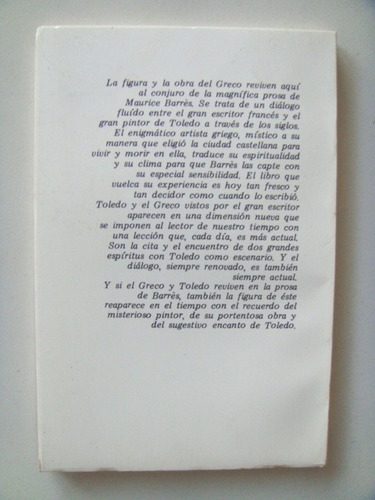 La figura y la obra del Greco reviven aquí
al conjuro de la magnífica prosa de
Maurice Barrès. Se trata de un diálogo
fluído entre el gran escritor francés y el
gran pintor de Toledo a través de los siglos.
El enigmático artista griego, místico a su
manera que eligió la ciudad castellana para
vivir y morir en ella, traduce su espiritualidad
y su clima para que Barrès las capte con
su especial sensibilidad. El libro que
vuelca su experiencia es hoy tan fresco y
tan decidor como cuando lo escribió.
Toledo y el Greco vistos por el gran escritor
aparecen en una dimensión nueva que
se imponen al lector de nuestro tiempo con
una lección que, cada día, es más actual.
Son la cita y el encuentro de dos grandes
espíritus con Toledo como escenario. Y el
diálogo, siempre renovado, es también
siempre actual.
Y si el Greco y Toledo reviven en la prosa
de Barrès, también la figura de éste
reaparece en el tiempo con el recuerdo del
misterioso pintor, de su portentosa obra y
del sugestivo encanto de Toledo.